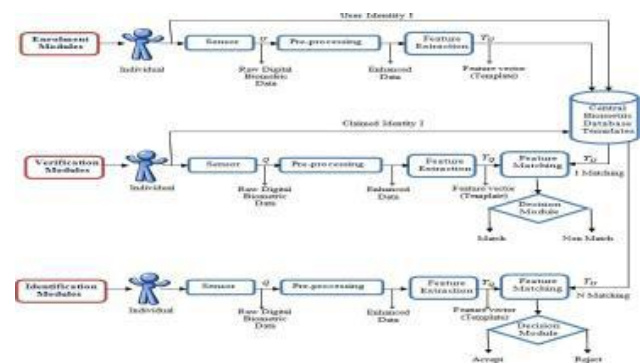 User Identity I
Enrolment
Modules
Individual
Sensor
Pre-processing
Feature
Extraction
Raw Digital
Biometric
Data
Enhanced
Data
Feature vector
(Template)
Central
Biometric
Database
Templates
Claimed Identity I
Verification
Modules
Individual
Sensor
q
Pre-processing
Feature
Extraction
Feature
Matching
1 Matching
Raw Digital
Biometric
Data
Enhanced
Data
Feature vector
(Template)
Decision
Module
Match
Non Match
Identification
Modules
Individual
Sensor
q
Pre-processing
Feature
Extraction
Feature
Matching
N Matching
Raw Digital
Biometric
Data
Enhanced
Data
Feature vector
(Template)
Decision
Module
Accept
Reject